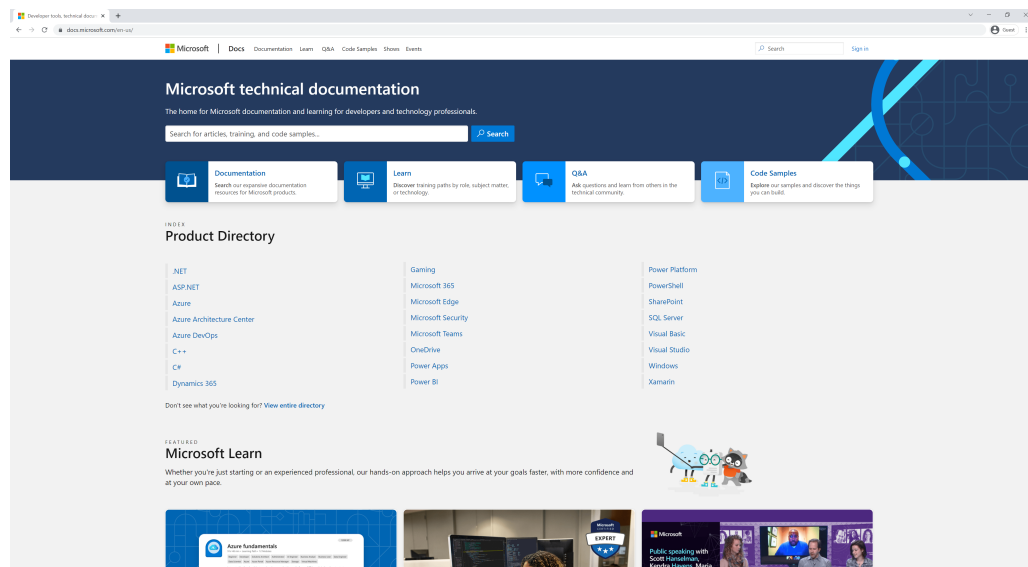 Developer tools, technical docum
docs.microsoft.com/en-us/
Guest
Microsoft Docs Documentation Learn Q&A Code Samples Shows Events Search Sign in
Microsoft technical documentation
The home for Microsoft documentation and learning for developers and technology professionals.
Search for articles, training, and code samples...
Search
Documentation
Search our expansive documentation
resources for Microsoft products.
Learn
Discover training paths by role, subject matter,
or technology.
Q&A
Ask questions and learn from others in the
technical community.
Code Samples
Explore our samples and discover the things
you can build.
INDEX
Product Directory
.NET
ASP.NET
Azure
Azure Architecture Center
Azure DevOps
C++
C#
Dynamics 365
Gaming
Microsoft 365
Microsoft Edge
Microsoft Security
Microsoft Teams
OneDrive
Power Apps
Power BI
Power Platform
PowerShell
SharePoint
SQL Server
Visual Basic
Visual Studio
Windows
Xamarin
Don't see what you're looking for? View entire directory
FEATURED
Microsoft Learn
Whether you're just starting or an experienced professional, our hands-on approach helps you arrive at your goals faster, with more confidence and
at your own pace.
Azure fundamentals
Microsoft
CERTIFIED
EXPERT
Microsoft
Public speaking with
Scott Hanselman,
Kendra Havens, Maria